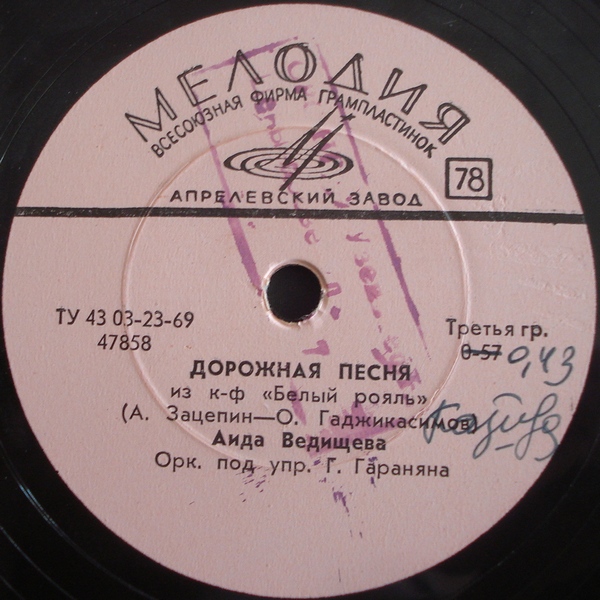 МЕЛОДИЯ
ВСЕСОЮЗНАЯ ФИРМА ГРАМПЛАСТИНОК
78
АПРЕЛЕВСКИЙ ЗАВОД
ТУ 43 03-23-69
47858
Третья гр.
0-57 0,43
ДОРОЖНАЯ ПЕСНЯ
из к-ф «Белый рояль»
(А. Зацепин—О. Гаджикасимов)
Аида Ведищева
Орк. под упр. Г. Гараняна